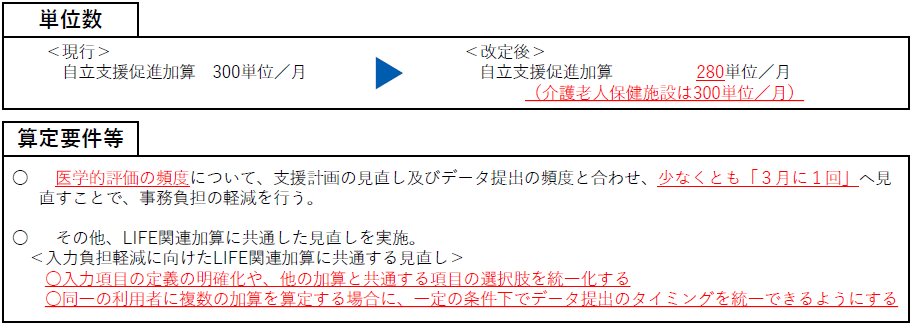 単位数
＜現行＞
自立支援促進加算　300単位／月
＜改定後＞
自立支援促進加算　280単位／月
（介護老人保健施設は300単位／月）
算定要件等
○　医学的評価の頻度について、支援計画の見直し及びデータ提出の頻度と合わせ、少なくとも「３月に１回」へ見
直すことで、事務負担の軽減を行う。
○　その他、LIFE関連加算に共通した見直しを実施。
＜入力負担軽減に向けたLIFE関連加算に共通する見直し＞
○入力項目の定義の明確化や、他の加算と共通する項目の選択肢を統一化する
○同一の利用者に複数の加算を算定する場合に、一定の条件下でデータ提出のタイミングを統一できるようにする